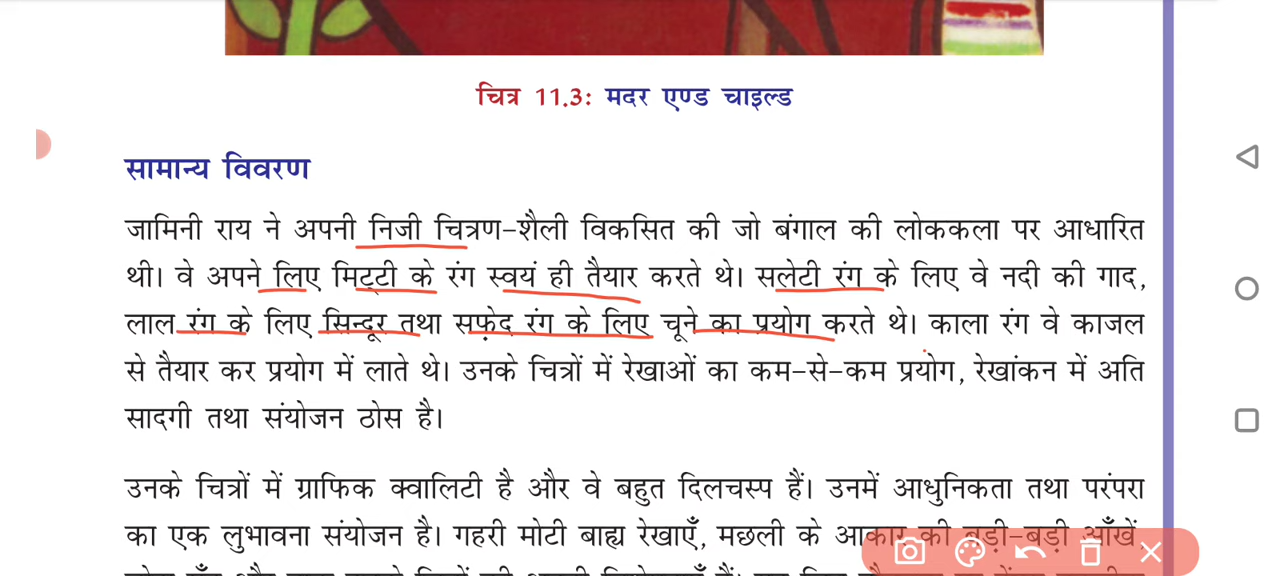 चित्र 11.3: मदर एण्ड चाइल्ड
सामान्य विवरण
जामिनी राय ने अपनी निजी चित्रण-शैली विकसित की जो बंगाल की लोककला पर आधारित
थी। वे अपने लिए मिट्टी के रंग स्वयं ही तैयार करते थे। सलेटी रंग के लिए वे नदी की गाद,
लाल रंग के लिए सिन्दूर तथा सफ़ेद रंग के लिए चूने का प्रयोग करते थे। काला रंग वे काजल
से तैयार कर प्रयोग में लाते थे। उनके चित्रों में रेखाओं का कम-से-कम प्रयोग, रेखांकन में अति
सादगी तथा संयोजन ठोस है।
उनके चित्रों में ग्राफिक क्वालिटी है और वे बहुत दिलचस्प हैं। उनमें आधुनिकता तथा परंपरा
का एक लुभावना संयोजन है। गहरी मोटी बाह्य रेखाएँ, मछली के आकार की बड़ी-बड़ी आँखें,